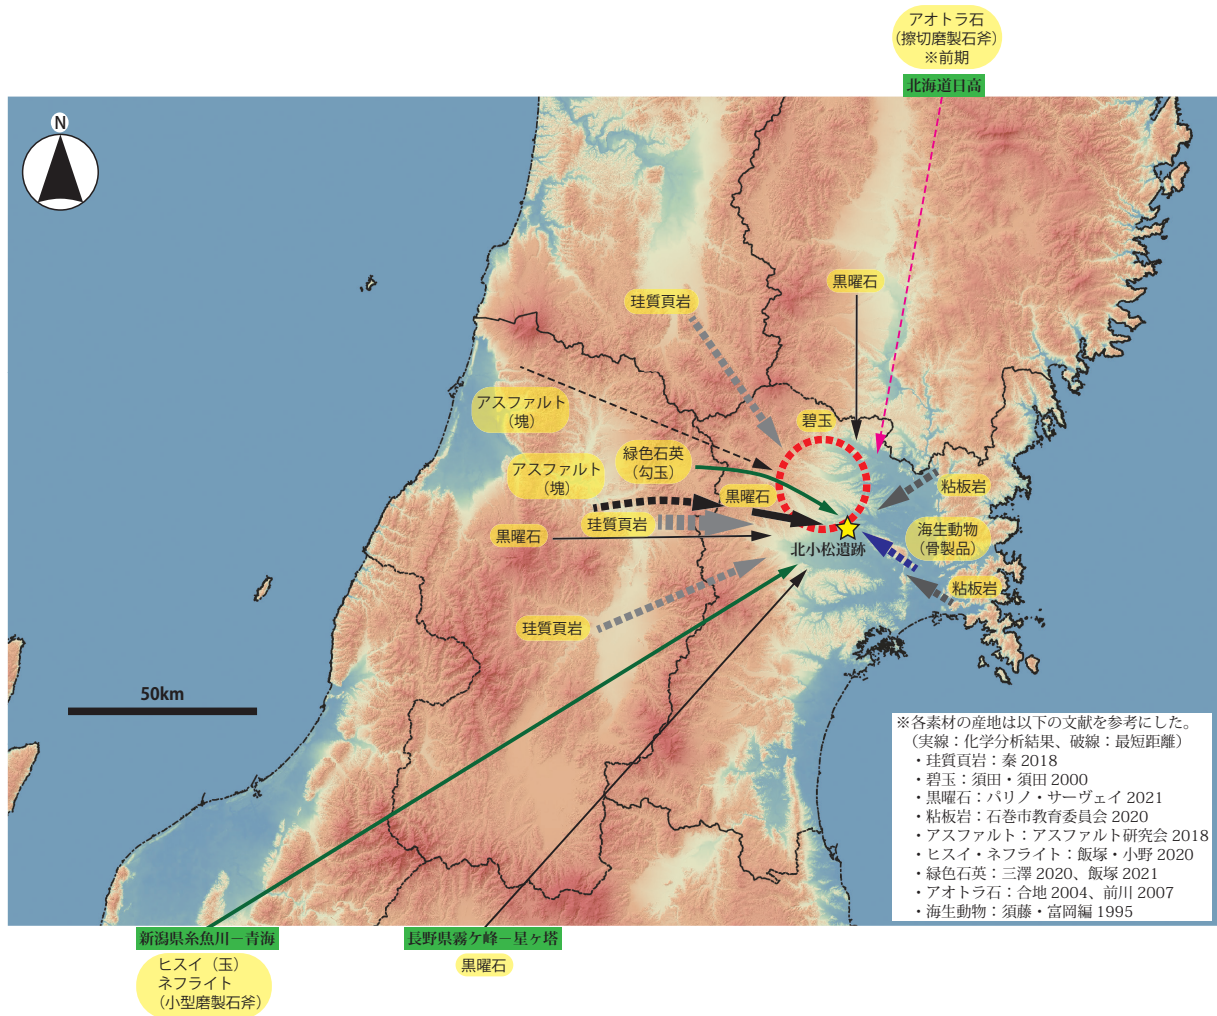 アオトラ石
(擦切磨製石斧)
※前期
北海道日高
N
黒曜石
珪質頁岩
アスファルト
(塊)
碧玉
緑色石英
(勾玉)
アスファルト
(塊)
黒曜石
粘板岩
珪質頁岩
黒曜石
海生動物
(骨製品)
北小松遺跡
粘板岩
珪質頁岩
50km
※各素材の産地は以下の文献を参考にした。
(実線:化学分析結果、破線:最短距離)
・珪質頁岩:秦 2018
・碧玉:須田・須田 2000
・黒曜石:パリノ・サーヴェイ 2021
・粘板岩:石巻市教育委員会 2020
・アスファルト:アスファルト研究会 2018
・ヒスイ・ネフライト:飯塚・小野 2020
・緑色石英:三澤 2020、飯塚 2021
・アオトラ石:合地 2004、前川 2007
・海生動物:須藤・富岡編 1995
新潟県糸魚川－青海
ヒスイ(玉)
ネフライト
(小型磨製石斧)
長野県霧ケ峰－星ヶ塔
黒曜石